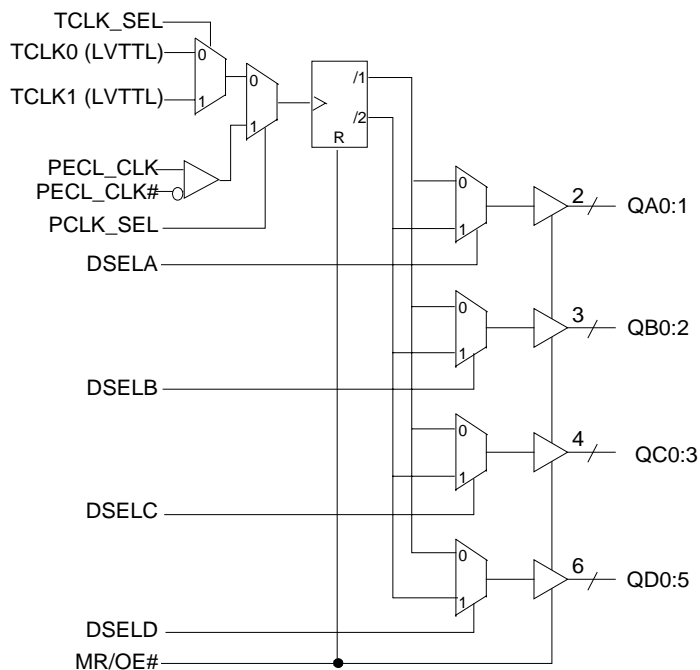 TCLK_SEL
TCLK0 (LVTTL)
0
TCLK1 (LVTTL)
1
0
1
/1
/2
R
PECL_CLK
PECL_CLK#
PCLK_SEL
0
1
2
QA0:1
DSELA
0
1
3
QB0:2
DSELB
0
1
4
QC0:3
DSELC
0
1
6
QD0:5
DSELD
MR/OE#